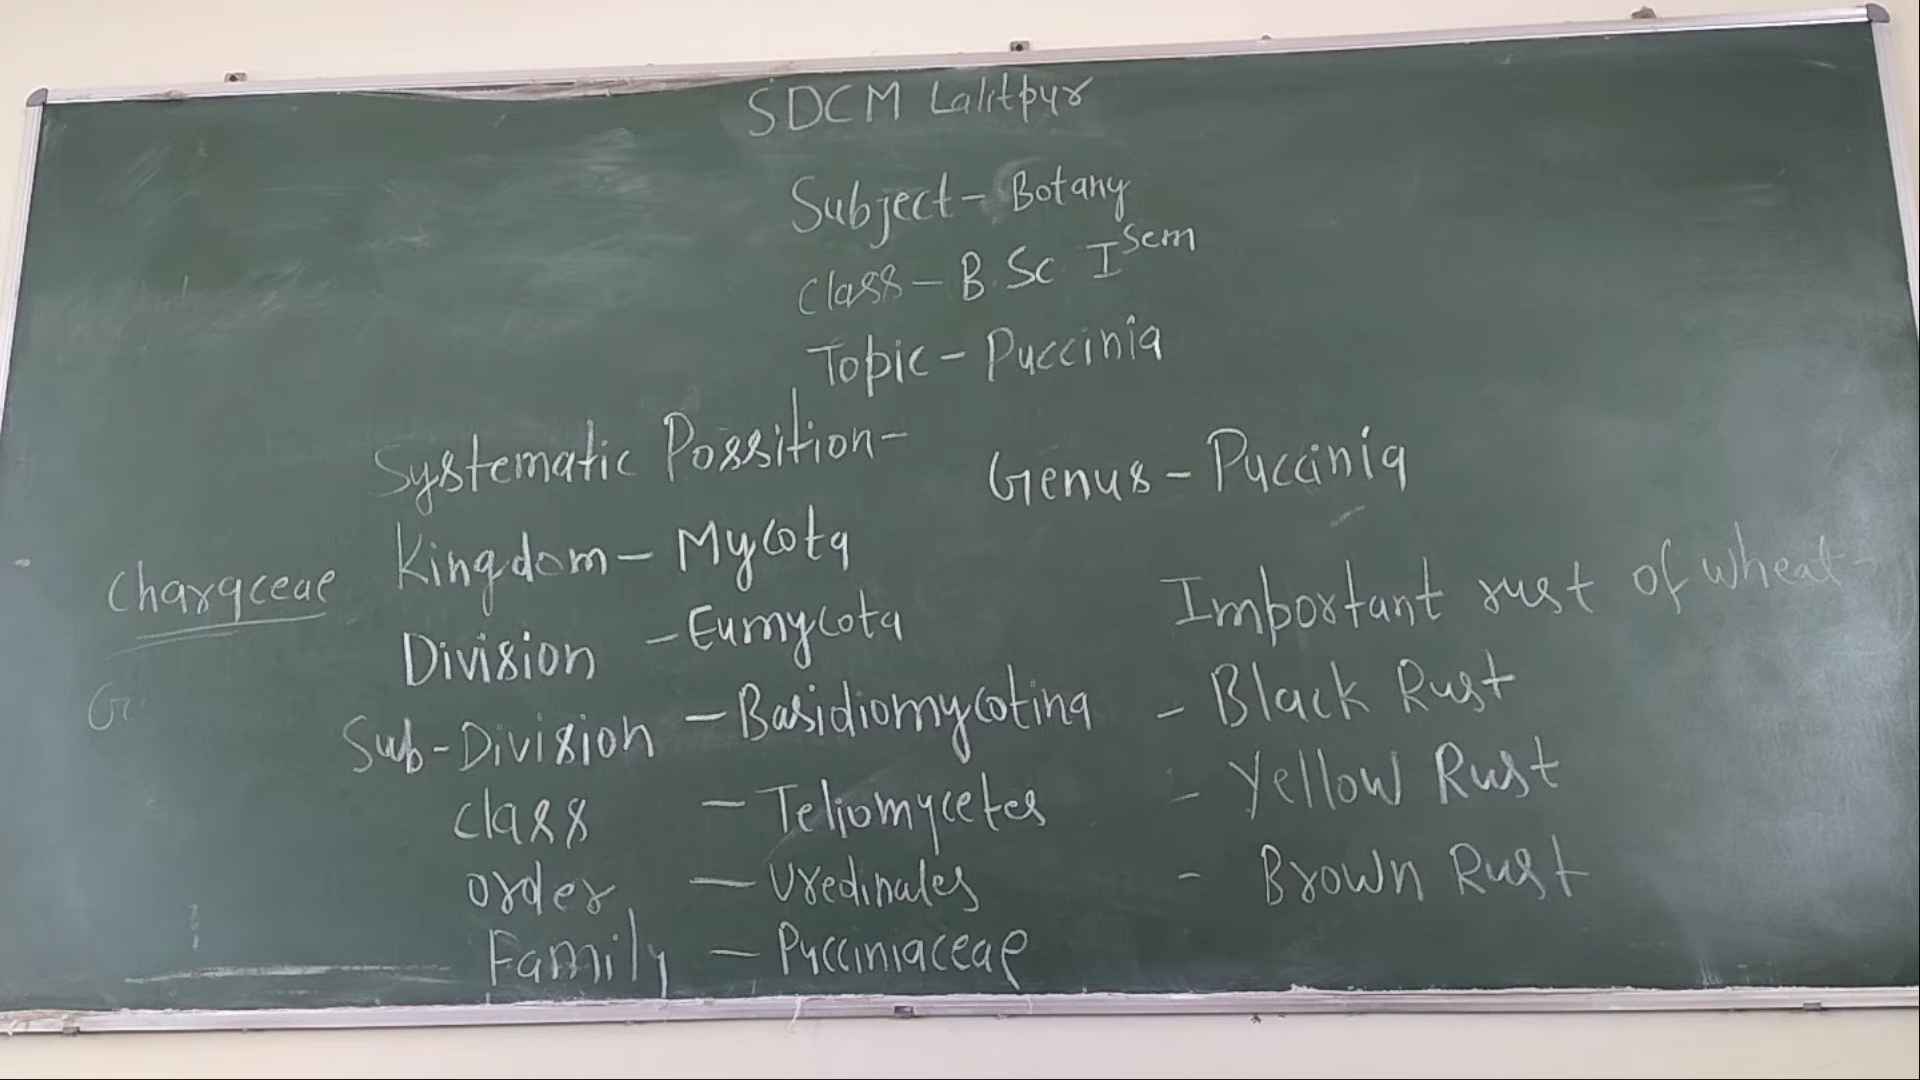 SDCM Lalitpur
Subject - Botany
Class - B.Sc I Sem
Topic - Puccinia
Systematic Possition -
Kingdom - Mycota
Division - Eumycota
Sub-Division - Basidiomycotina
Class - Teliomycetes
Order - Uredinales
Family - Pucciniaceae
Genus - Puccinia
Important rust of wheat -
- Black Rust
- Yellow Rust
- Brown Rust
Characeae